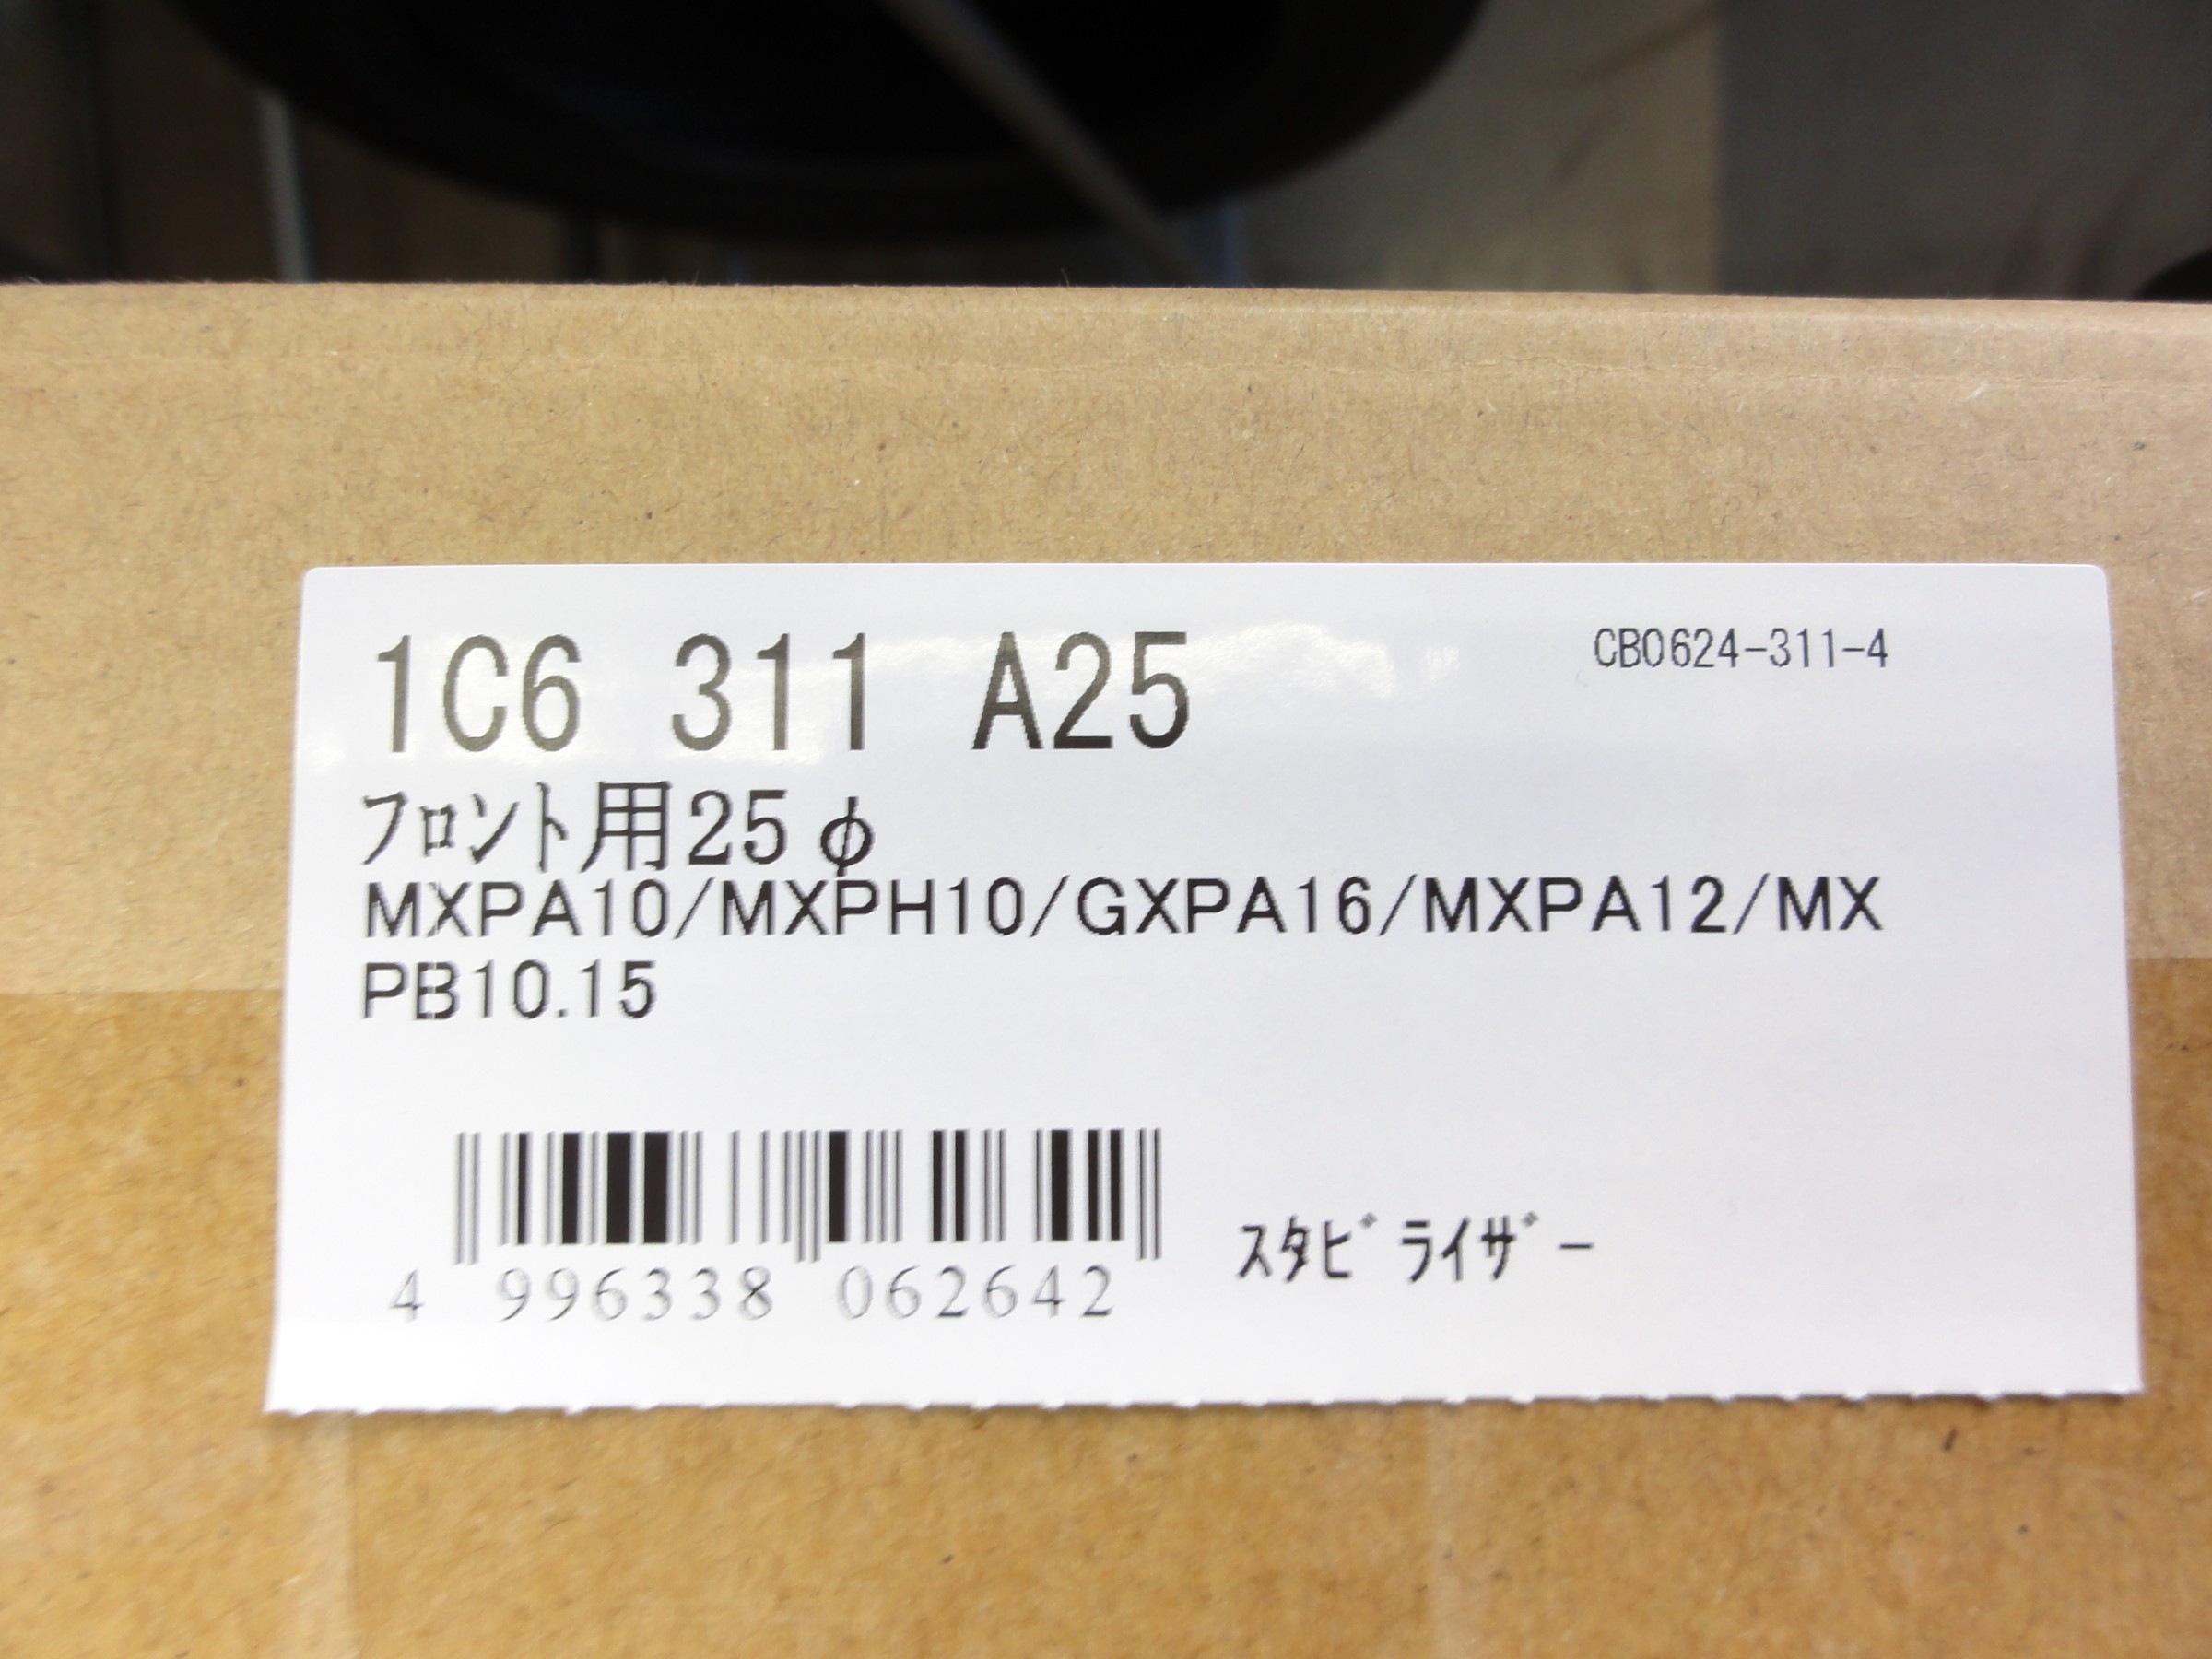 1C6 311 A25
CB0624-311-4
ﾌﾛﾝﾄ用25φ
MXPA10/MXPH10/GXPA16/MXPA12/MX
PB10.15
4 996338 062642
ｽﾀﾋﾞﾗｲｻﾞｰ